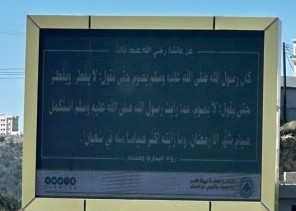 عن عائشة رضي الله عنها قالت:
كان رسول الله صلى الله عليه وسلم يصوم حتى نقول: لا يفطر، ويفطر
حتى نقول: لا يصوم، فما رأيت رسول الله صلى الله عليه وسلم استكمل
صيام شهر إلا رمضان، وما رأيته أكثر صياما منه في شعبان.
رواه البخاري ومسلم